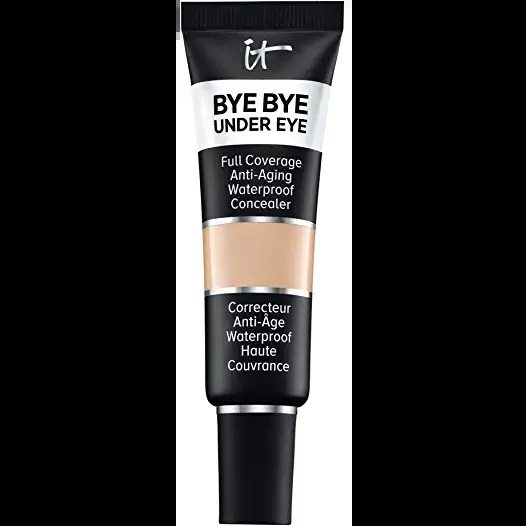 it
BYE BYE
UNDER EYE
Full Coverage
Anti-Aging
Waterproof
Concealer
Correcteur
Anti-Âge
Waterproof
Haute
Couvrance